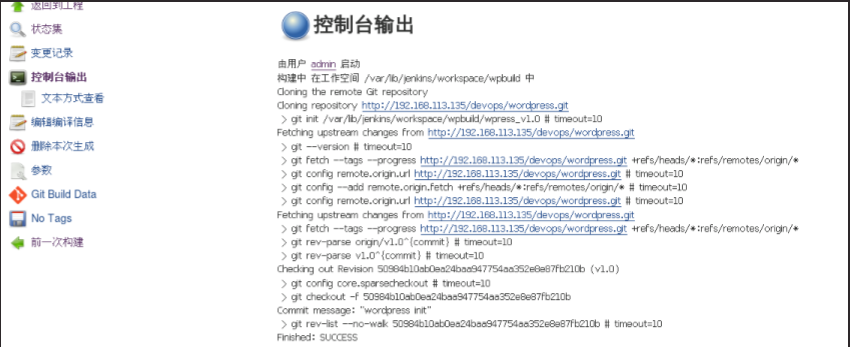 返回到工程
状态集
变更记录
控制台输出
文本方式查看
编辑编译信息
删除本次生成
参数
Git Build Data
No Tags
前一次构建
控制台输出
由用户 admin 启动
构建中 在工作空间 /var/lib/jenkins/workspace/wpbuild 中
Cloning the remote Git repository
Cloning repository http://192.168.113.135/devops/wordpress.git
> git init /var/lib/jenkins/workspace/wpbuild/wpress_v1.0 # timeout=10
Fetching upstream changes from http://192.168.113.135/devops/wordpress.git
> git --version # timeout=10
> git fetch --tags --progress http://192.168.113.135/devops/wordpress.git +refs/heads/*:refs/remotes/origin/*
> git config remote.origin.url http://192.168.113.135/devops/wordpress.git # timeout=10
> git config --add remote.origin.fetch +refs/heads/*:refs/remotes/origin/* # timeout=10
> git config remote.origin.url http://192.168.113.135/devops/wordpress.git # timeout=10
Fetching upstream changes from http://192.168.113.135/devops/wordpress.git
> git fetch --tags --progress http://192.168.113.135/devops/wordpress.git +refs/heads/*:refs/remotes/origin/*
> git rev-parse origin/v1.0^{commit} # timeout=10
> git rev-parse v1.0^{commit} # timeout=10
Checking out Revision 50984b10ab0ea24baa947754aa352e8e87fb210b (v1.0)
> git config core.sparsecheckout # timeout=10
> git checkout -f 50984b10ab0ea24baa947754aa352e8e87fb210b
Commit message: "wordpress init"
> git rev-list --no-walk 50984b10ab0ea24baa947754aa352e8e87fb210b # timeout=10
Finished: SUCCESS